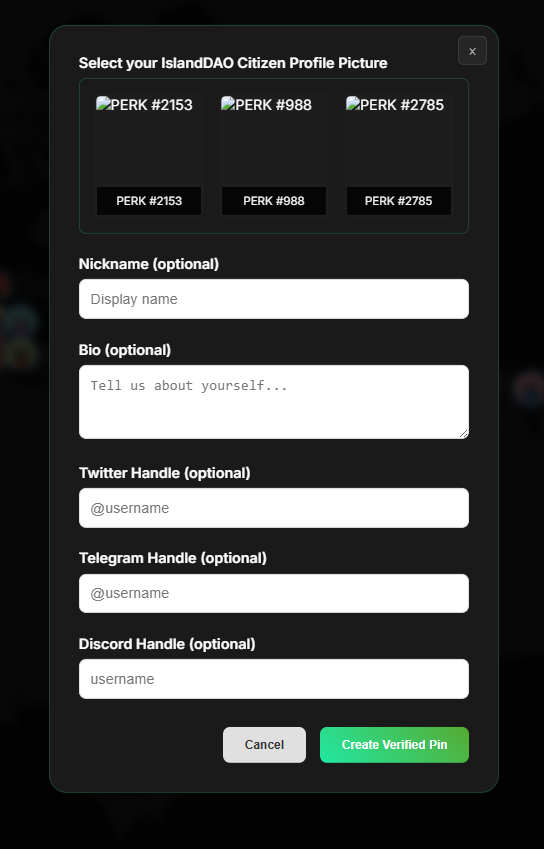 x
Select your IslandDAO Citizen Profile Picture
PERK #2153 PERK #988 PERK #2785
PERK #2153 PERK #988 PERK #2785
Nickname (optional)
Display name
Bio (optional)
Tell us about yourself...
Twitter Handle (optional)
@username
Telegram Handle (optional)
@username
Discord Handle (optional)
username
Cancel Create Verified Pin